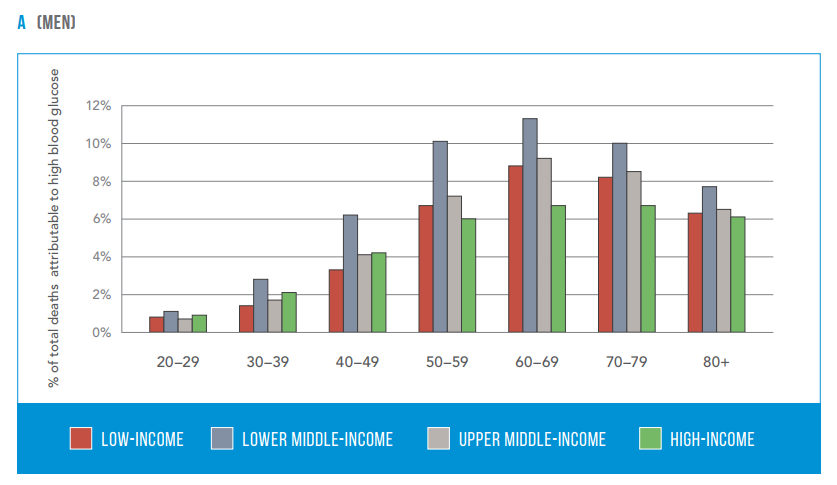 A (MEN)
% of total deaths attributable to high blood glucose
12%
10%
8%
6%
4%
2%
0%
20–29 30–39 40–49 50–59 60–69 70–79 80+
LOW-INCOME LOWER MIDDLE-INCOME UPPER MIDDLE-INCOME HIGH-INCOME